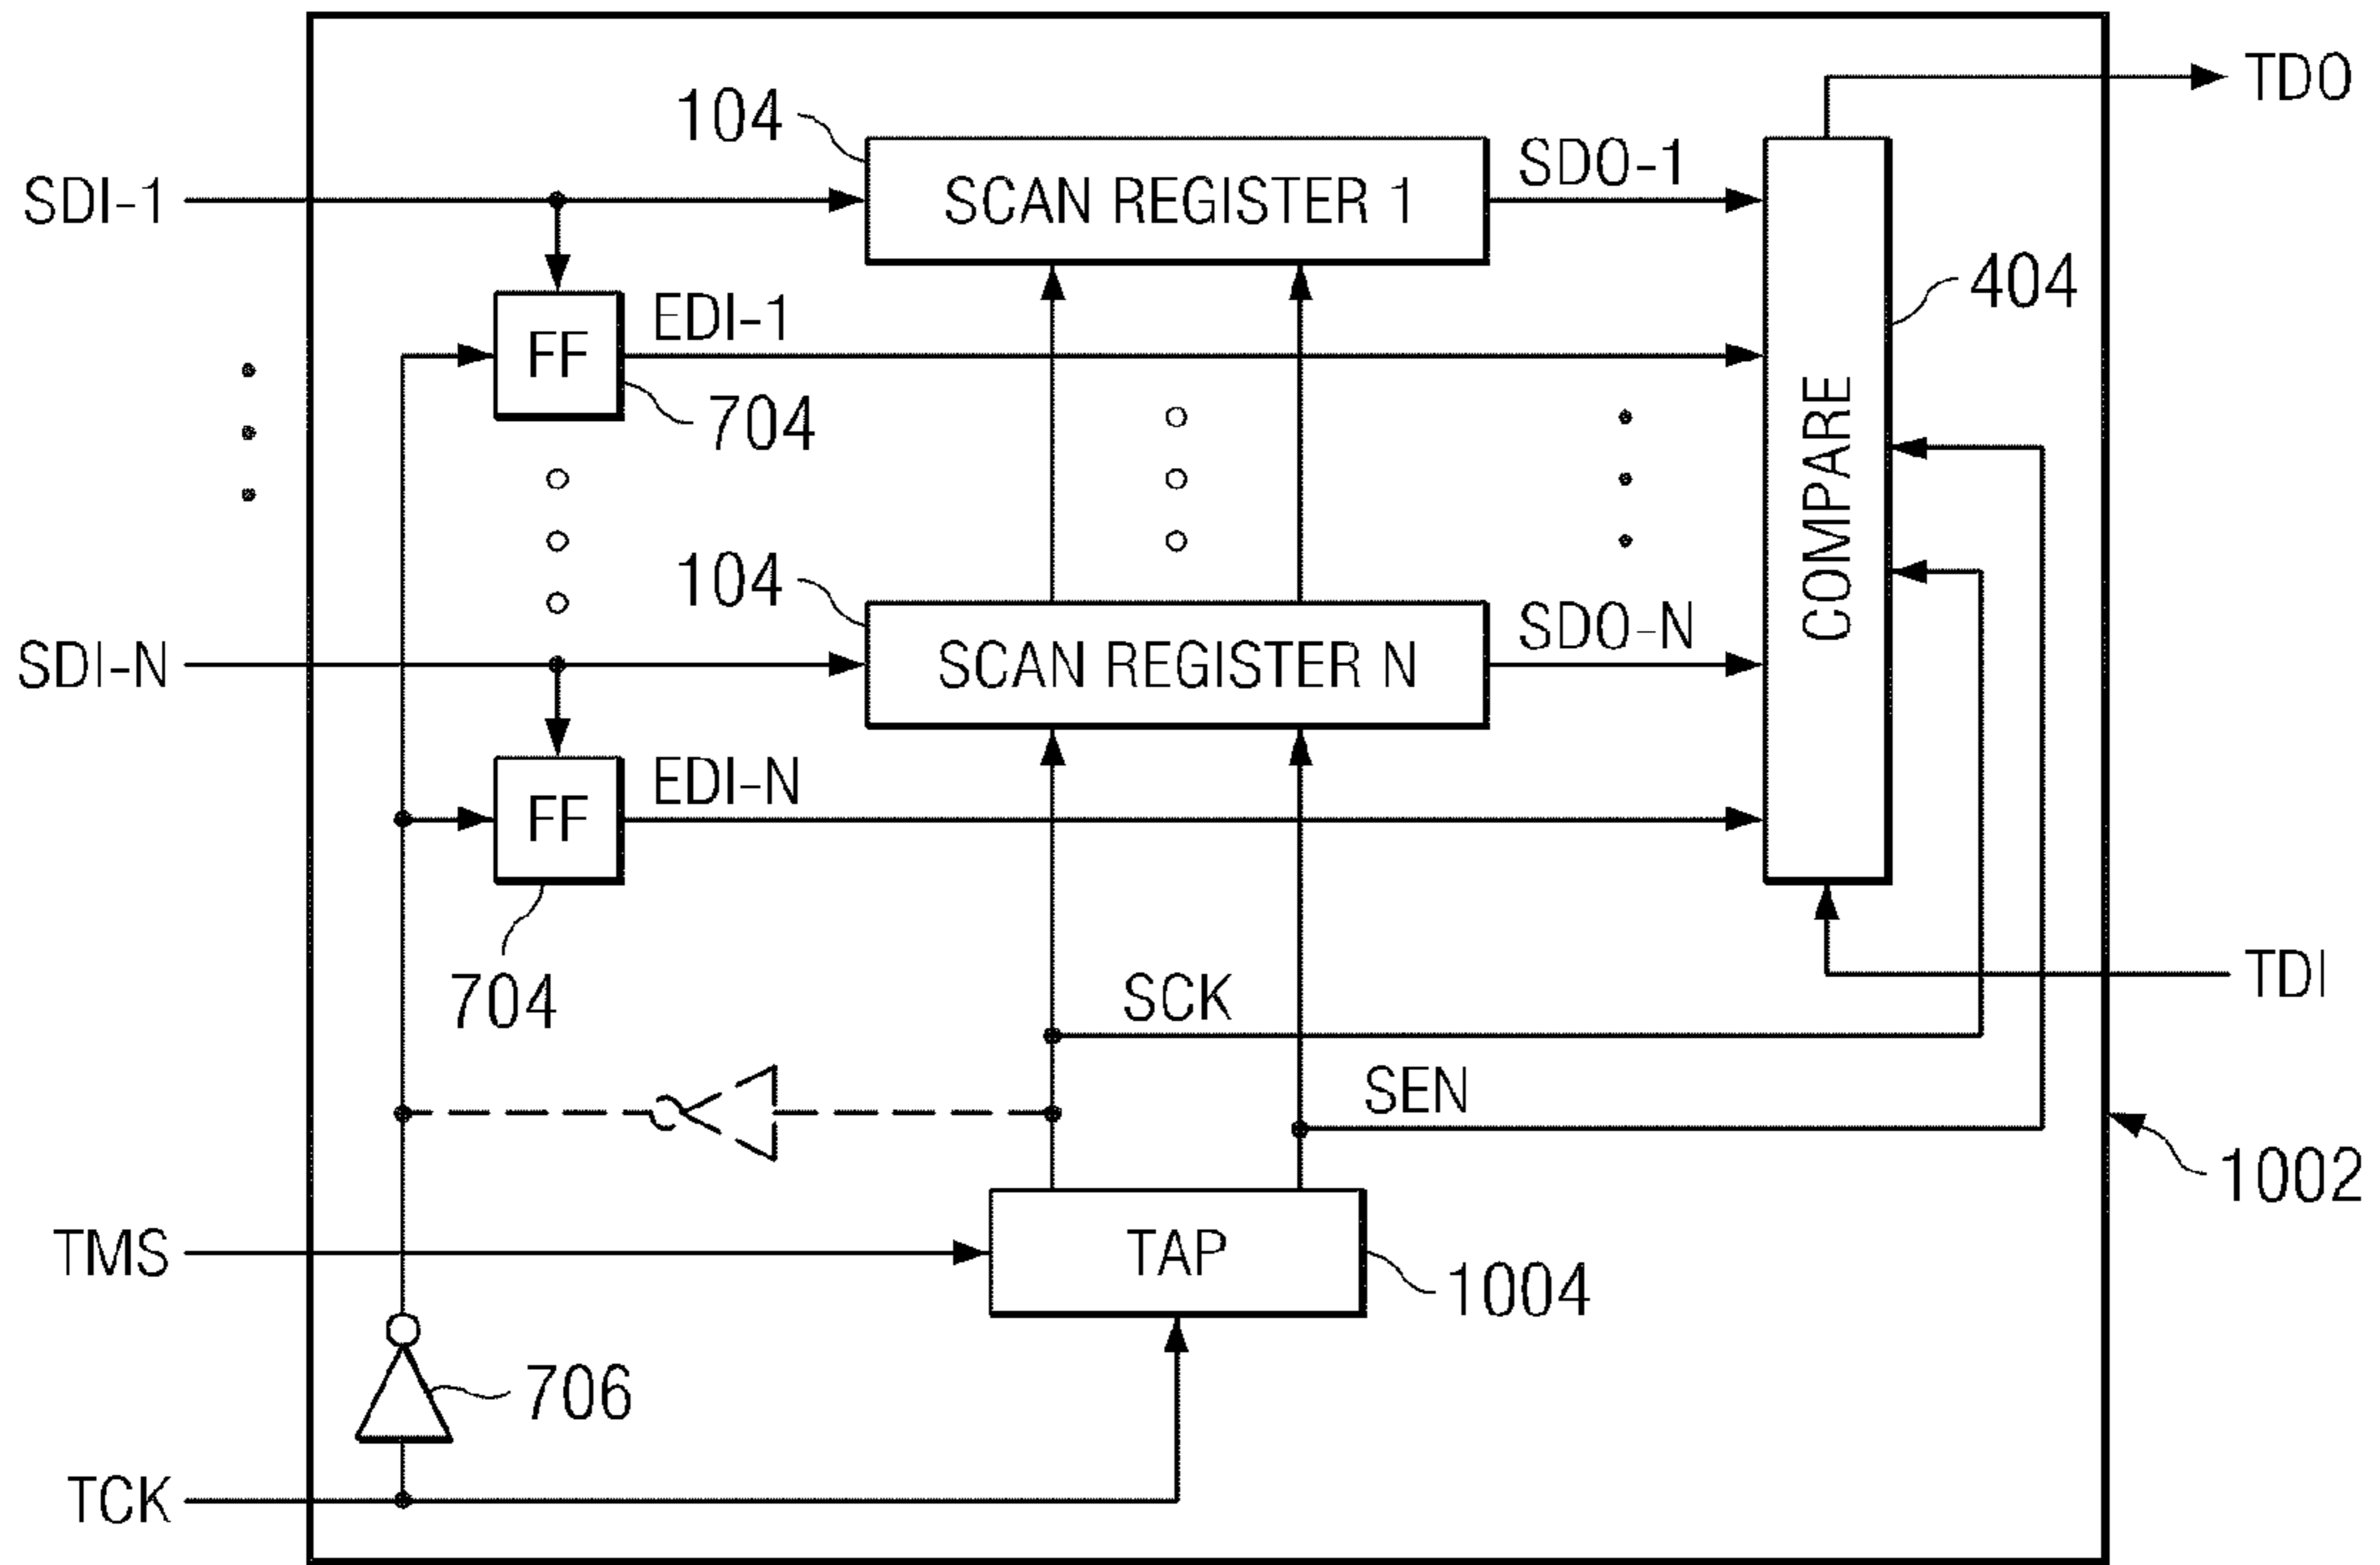 TDO
104
SDO-1
SDI-1
SCAN REGISTER 1
404
EDI-1
FF
704
COMPARE
104
SDO-N
SDI-N
SCAN REGISTER N
EDI-N
FF
704
SCK
TDI
SEN
1002
TMS
TAP
1004
706
TCK